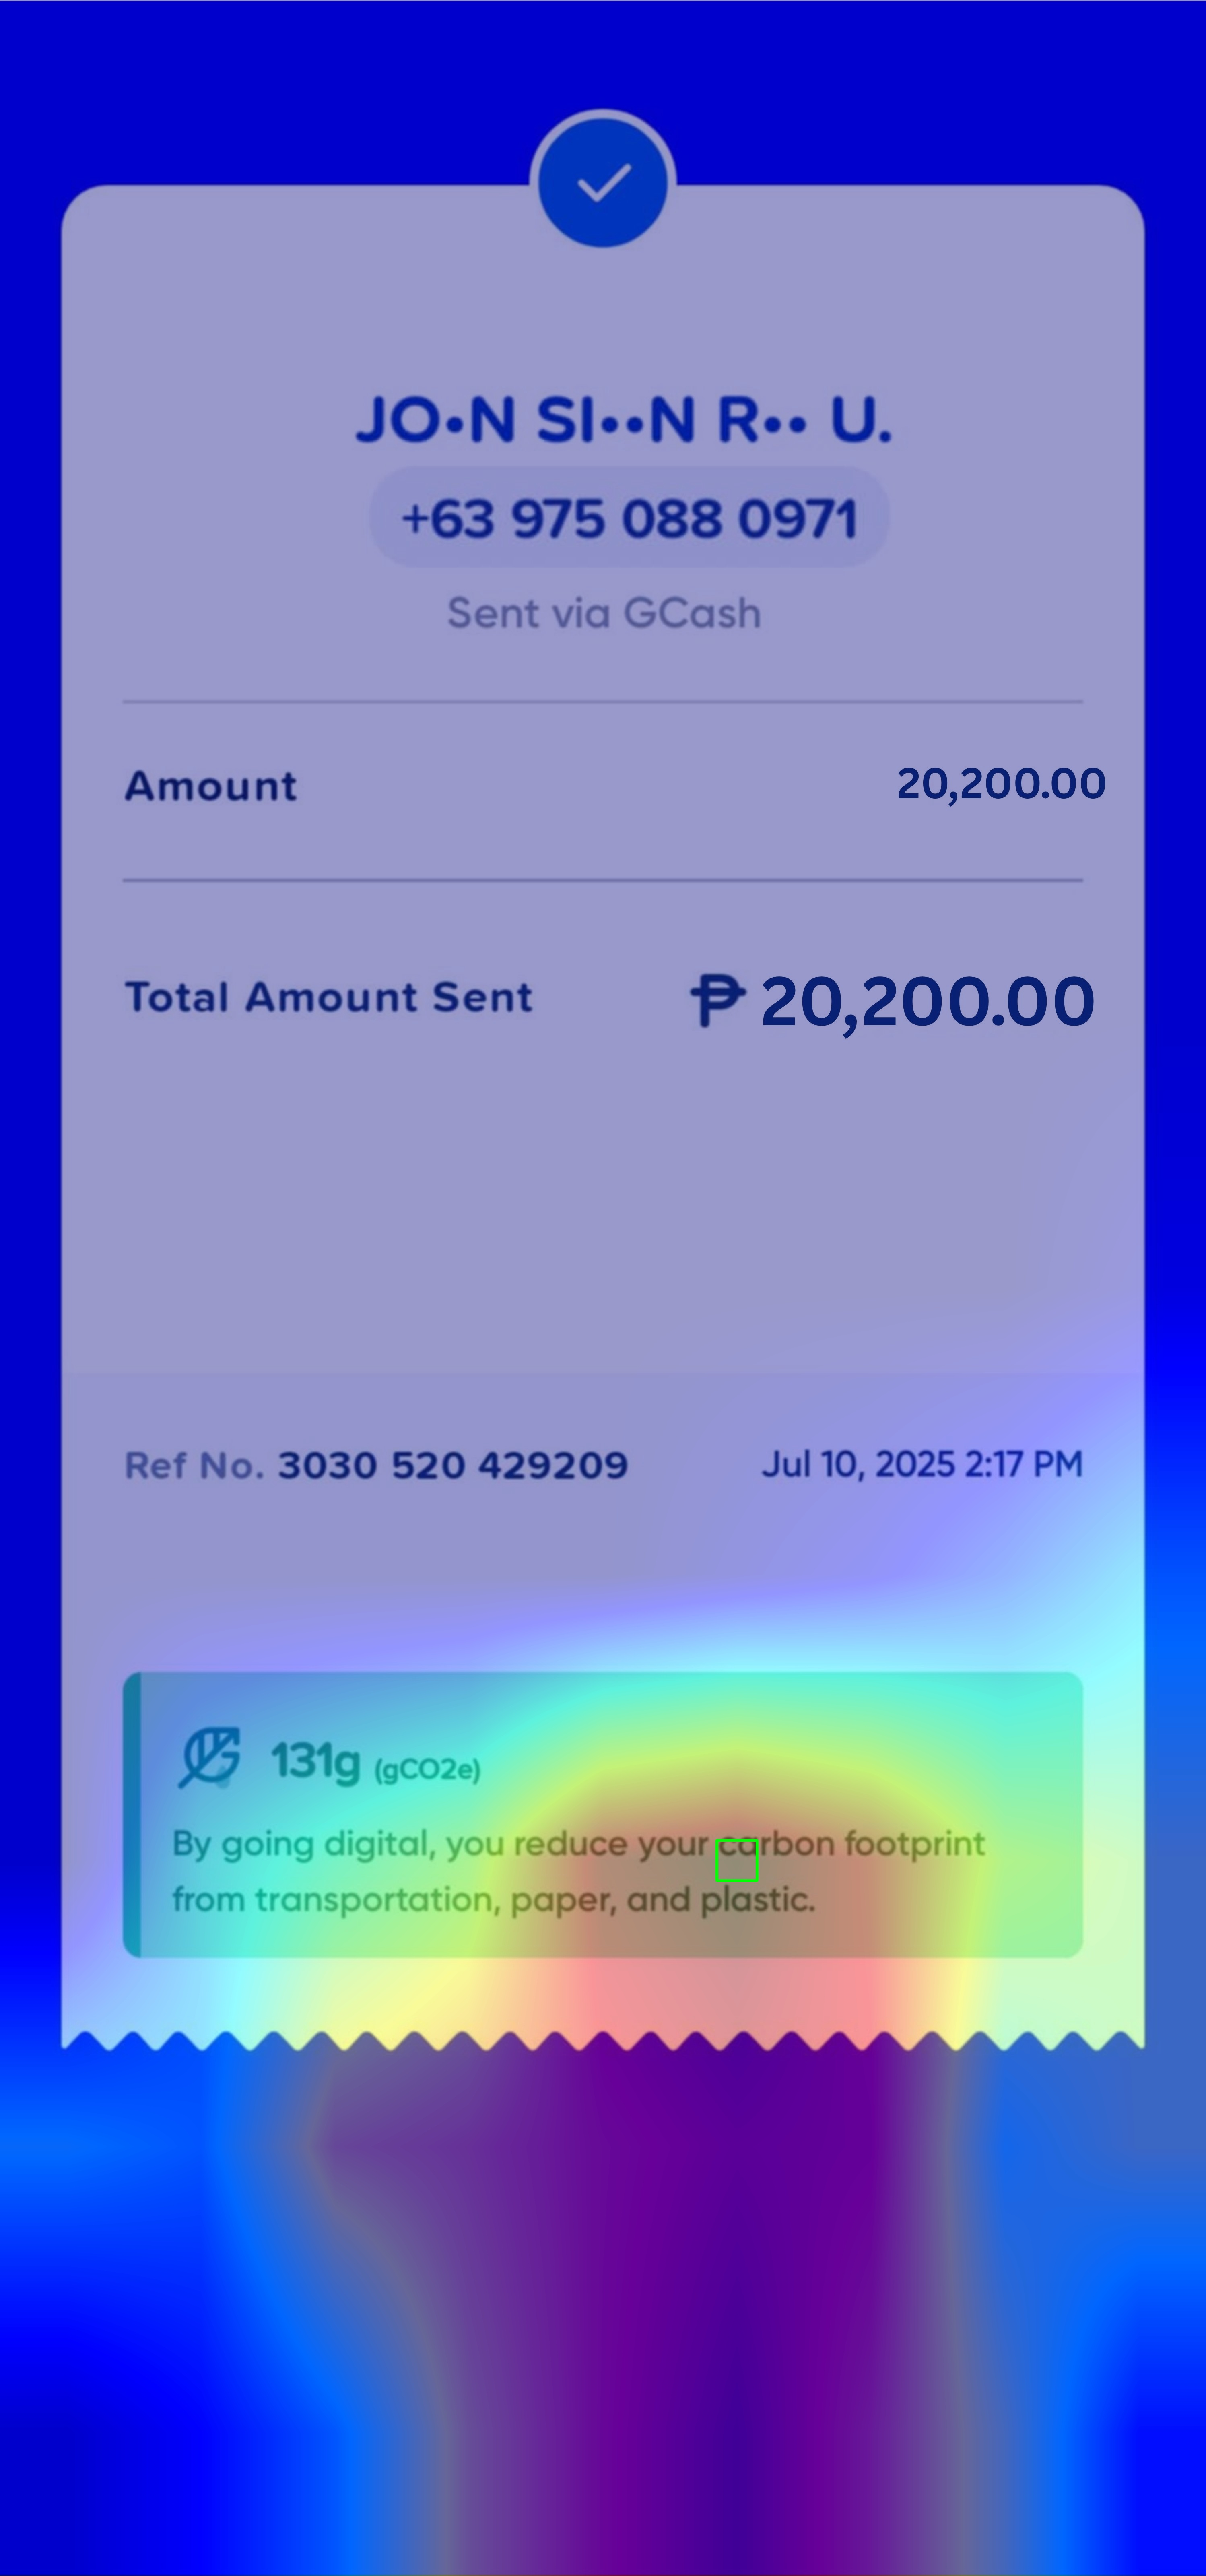 JO•N SI••N R•• U.
+63 975 088 0971
Sent via GCash
Amount 20,200.00
Total Amount Sent ₱ 20,200.00
Ref No. 3030 520 429209 Jul 10, 2025 2:17 PM
131g (gCO2e)
By going digital, you reduce your carbon footprint
from transportation, paper, and plastic.